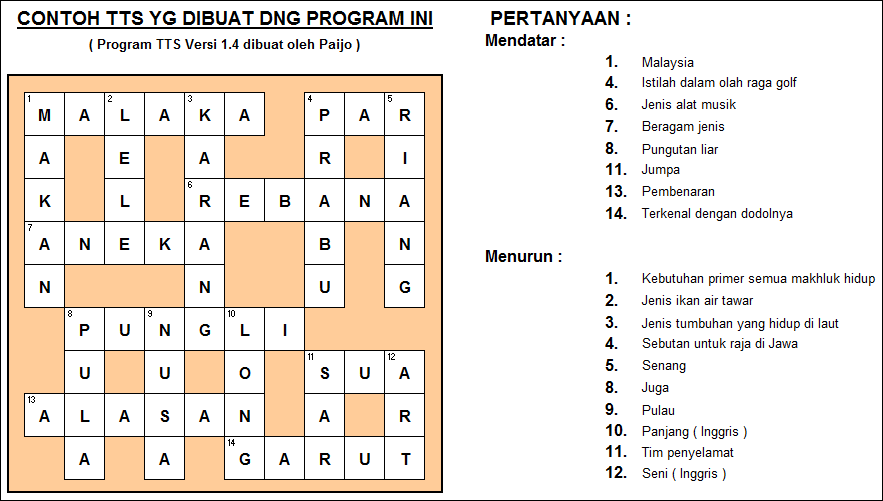 CONTOH TTS YG DIBUAT DNG PROGRAM INI
( Program TTS Versi 1.4 dibuat oleh Paijo )
1 M A 2 L A 3 K A 4 P A 5 R
A E A R I
K L 6 R E B A N A
7 A N E K A B N
N N U G
8 P U 9 N G 10 L I
U U O 11 S U 12 A
13 A L A S A N A R
A A 14 G A R U T
PERTANYAAN :
Mendatar :
1. Malaysia
4. Istilah dalam olah raga golf
6. Jenis alat musik
7. Beragam jenis
8. Pungutan liar
11. Jumpa
13. Pembenaran
14. Terkenal dengan dodolnya
Menurun :
1. Kebutuhan primer semua makhluk hidup
2. Jenis ikan air tawar
3. Jenis tumbuhan yang hidup di laut
4. Sebutan untuk raja di Jawa
5. Senang
8. Juga
9. Pulau
10. Panjang ( Inggris )
11. Tim penyelamat
12. Seni ( Inggris )